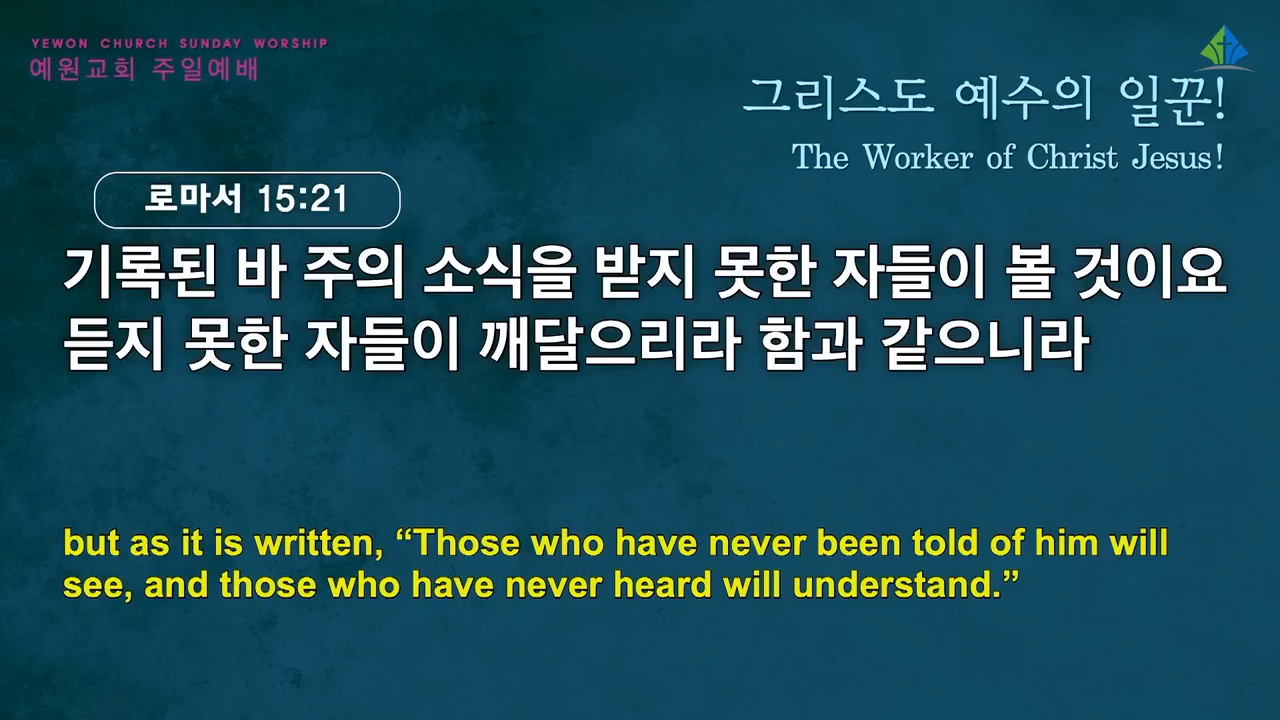 YEWON CHURCH SUNDAY WORSHIP
예원교회 주일예배
그리스도 예수의 일꾼!
The Worker of Christ Jesus!
로마서 15:21
기록된 바 주의 소식을 받지 못한 자들이 볼 것이요
듣지 못한 자들이 깨달으리라 함과 같으니라
but as it is written, “Those who have never been told of him will
see, and those who have never heard will understand.”